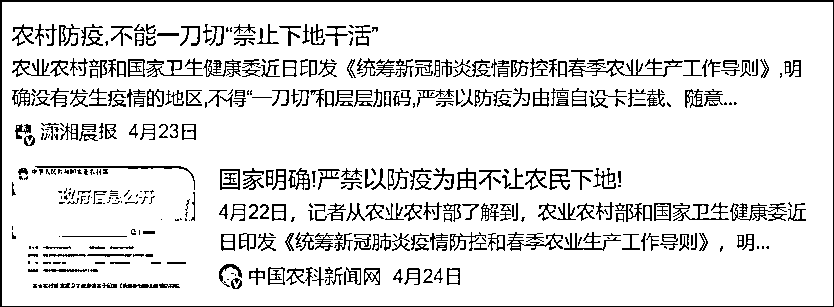 农村防疫,不能一刀切“禁止下地干活”
农业农村部和国家卫生健康委近日印发《统筹新冠肺炎疫情防控和春季农业生产工作导则》,明
确没有发生疫情的地区,不得“一刀切”和层层加码,严禁以防疫为由擅自设卡拦截、随意...
潇湘晨报 4月23日
政府信息公开
国家明确!严禁以防疫为由不让农民下地!
4月22日，记者从农业农村部了解到，农业农村部和国家卫生健康委近
日印发《统筹新冠肺炎疫情防控和春季农业生产工作导则》，明...
中国农科新闻网 4月24日